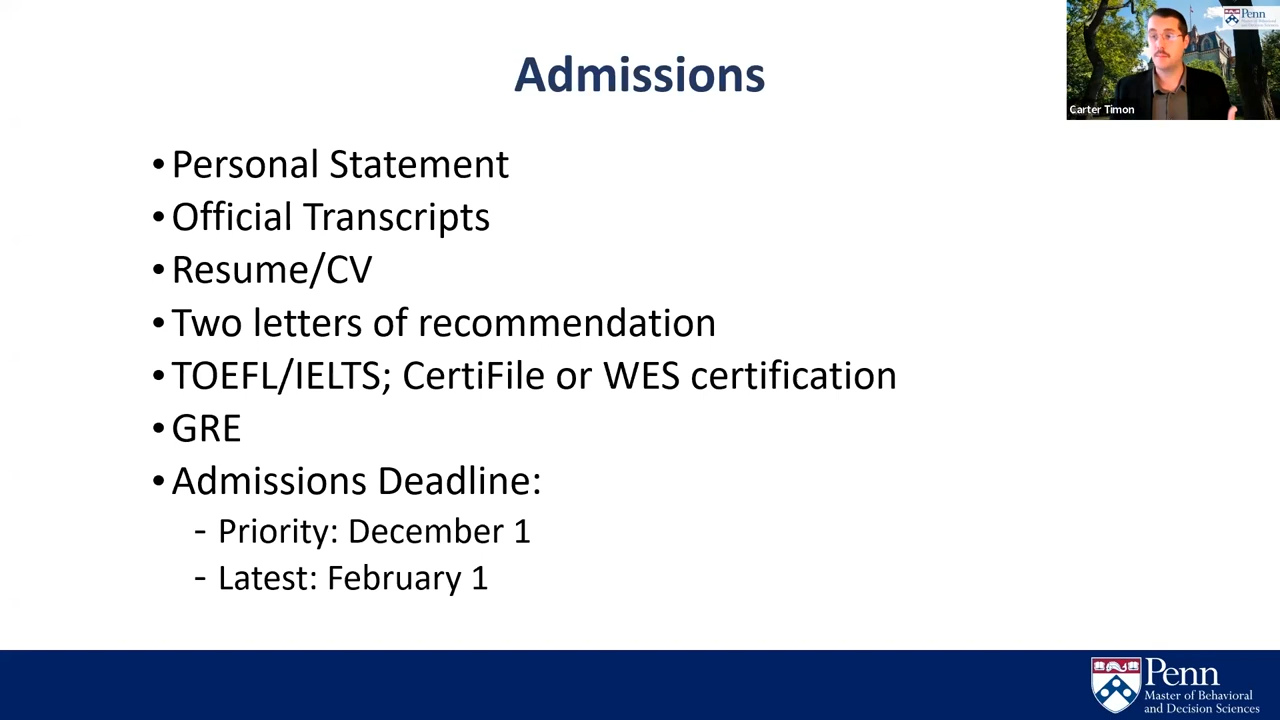 Admissions
• Personal Statement
• Official Transcripts
• Resume/CV
• Two letters of recommendation
• TOEFL/IELTS; CertiFile or WES certification
• GRE
• Admissions Deadline:
- Priority: December 1
- Latest: February 1
Penn
Carter Timon
Penn
Master of Behavioral
and Decision Sciences